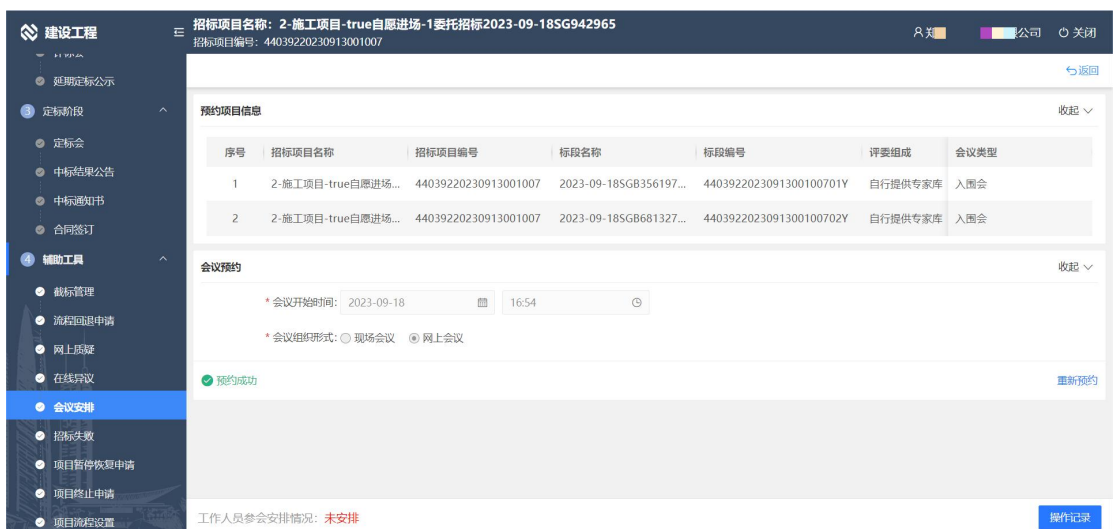 建设工程
招标项目名称：2-施工项目-true自愿进场-1委托招标2023-09-18SG942965
招标项目编号：44039220230913001007
郑
公司
关闭
返回
延期定标公示
3 定标阶段
定标会
中标结果公告
中标通知书
合同签订
4 辅助工具
截标管理
流程回退申请
网上质疑
在线异议
会议安排
招标失败
项目暂停恢复申请
项目终止申请
项目流程设置
预约项目信息 收起
序号 招标项目名称 招标项目编号 标段名称 标段编号 评委组成 会议类型
1 2-施工项目-true自愿进场... 44039220230913001007 2023-09-18SGB356197... 4403922023091300100701Y 自行提供专家库 入围会
2 2-施工项目-true自愿进场... 44039220230913001007 2023-09-18SGB681327... 4403922023091300100702Y 自行提供专家库 入围会
会议预约 收起
* 会议开始时间： 2023-09-18 16:54
* 会议组织形式： 现场会议 网上会议
预约成功 重新预约
工作人员参会安排情况：未安排 操作记录